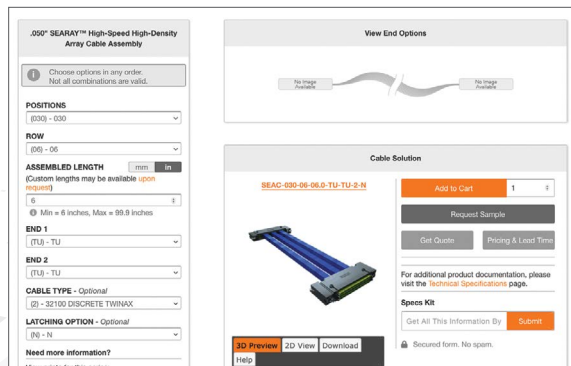 .050" SEARAY™ High-Speed High-Density
Array Cable Assembly
Choose options in any order.
Not all combinations are valid.
POSITIONS
(030) - 030
ROW
(06) - 06
ASSEMBLED LENGTH mm in
(Custom lengths may be available upon
request)
6
Min = 6 inches, Max = 99.9 inches
END 1
(TU) - TU
END 2
(TU) - TU
CABLE TYPE - Optional
(2) - 32100 DISCRETE TWINAX
LATCHING OPTION - Optional
(N) - N
Need more information?
View End Options
No Image
Available
No Image
Available
Cable Solution
SEAC-030-06-06.0-TU-TU-2-N
3D Preview 2D View Download
Help
Add to Cart 1
Request Sample
Get Quote Pricing & Lead Time
For additional product documentation, please
visit the Technical Specifications page.
Specs Kit
Get All This Information By Submit
Secured form. No spam.